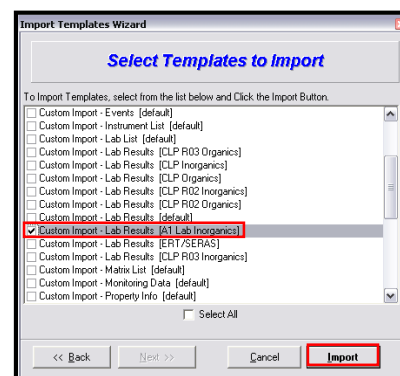 Import Templates Wizard
Select Templates to Import
To Import Templates, select from the list below and Click the Import Button.
Custom Import - Events [default]
Custom Import - Instrument List [default]
Custom Import - Lab List [default]
Custom Import - Lab Results [CLP R03 Organics]
Custom Import - Lab Results [CLP Inorganics]
Custom Import - Lab Results [CLP Organics]
Custom Import - Lab Results [CLP R02 Inorganics]
Custom Import - Lab Results [CLP R02 Organics]
Custom Import - Lab Results [default]
Custom Import - Lab Results [A1 Lab Inorganics]
Custom Import - Lab Results [ERT/SERAS]
Custom Import - Lab Results [CLP R03 Inorganics]
Custom Import - Matrix List [default]
Custom Import - Monitoring Data [default]
Custom Import - Property Info [default]
Select All
<< Back Next >> Cancel Import